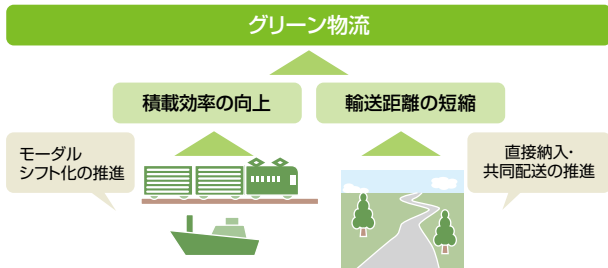 グリーン物流
積載効率の向上
輸送距離の短縮
モーダル
シフト化の推進
直接納入・
共同配送の推進